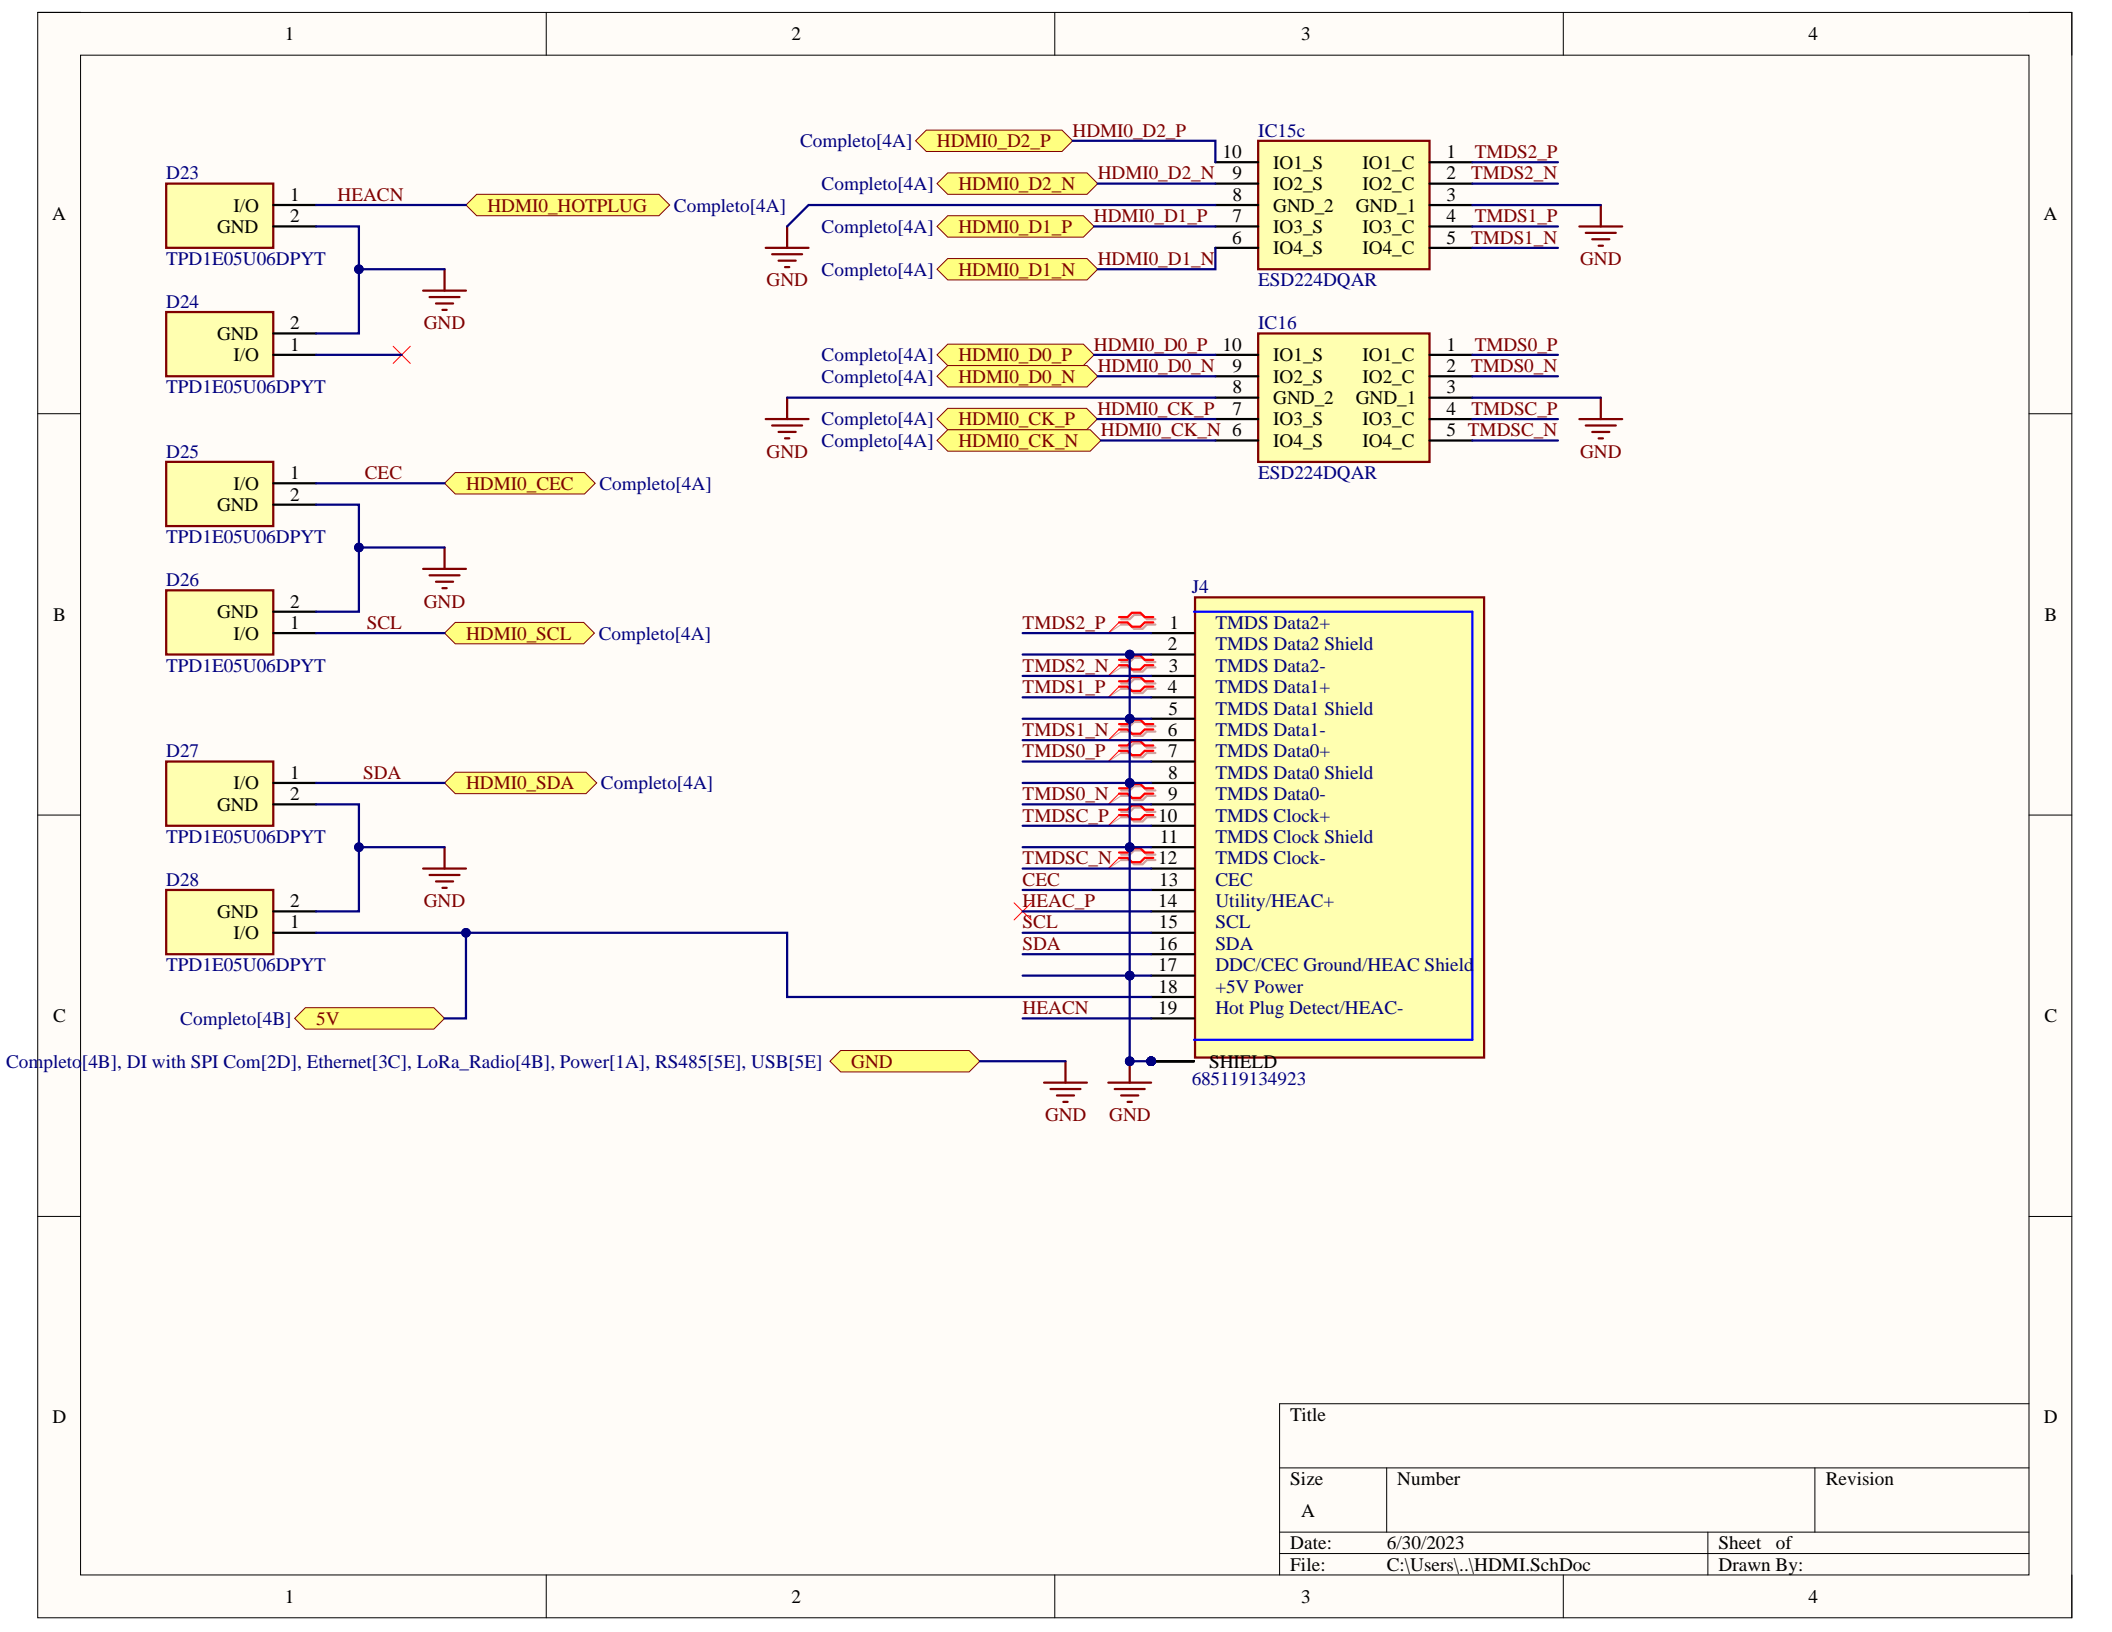 1 2 3 4
A A
B B
C C
D D
1 2 3 4
D23
I/O 1 HEACN HDMI0_HOTPLUG Completo[4A]
GND 2
TPD1E05U06DPYT
GND
D24
GND 2
I/O 1
TPD1E05U06DPYT
D25
I/O 1 CEC HDMI0_CEC Completo[4A]
GND 2
TPD1E05U06DPYT
GND
D26
GND 2
I/O 1 SCL HDMI0_SCL Completo[4A]
TPD1E05U06DPYT
D27
I/O 1 SDA HDMI0_SDA Completo[4A]
GND 2
TPD1E05U06DPYT
GND
D28
GND 2
I/O 1
TPD1E05U06DPYT
Completo[4B] 5V
Completo[4B], DI with SPI Com[2D], Ethernet[3C], LoRa_Radio[4B], Power[1A], RS485[5E], USB[5E] GND
GND GND
IC15c
Completo[4A] HDMI0_D2_P HDMI0_D2_P 10 IO1_S IO1_C 1 TMDS2_P
Completo[4A] HDMI0_D2_N HDMI0_D2_N 9 IO2_S IO2_C 2 TMDS2_N
8 GND_2 GND_1 3
Completo[4A] HDMI0_D1_P HDMI0_D1_P 7 IO3_S IO3_C 4 TMDS1_P
Completo[4A] HDMI0_D1_N HDMI0_D1_N 6 IO4_S IO4_C 5 TMDS1_N
GND ESD224DQAR GND
IC16
Completo[4A] HDMI0_D0_P HDMI0_D0_P 10 IO1_S IO1_C 1 TMDS0_P
Completo[4A] HDMI0_D0_N HDMI0_D0_N 9 IO2_S IO2_C 2 TMDS0_N
8 GND_2 GND_1 3
Completo[4A] HDMI0_CK_P HDMI0_CK_P 7 IO3_S IO3_C 4 TMDSC_P
Completo[4A] HDMI0_CK_N HDMI0_CK_N 6 IO4_S IO4_C 5 TMDSC_N
GND ESD224DQAR GND
J4
TMDS2_P 1 TMDS Data2+
2 TMDS Data2 Shield
TMDS2_N 3 TMDS Data2-
TMDS1_P 4 TMDS Data1+
5 TMDS Data1 Shield
TMDS1_N 6 TMDS Data1-
TMDS0_P 7 TMDS Data0+
8 TMDS Data0 Shield
TMDS0_N 9 TMDS Data0-
TMDSC_P 10 TMDS Clock+
11 TMDS Clock Shield
TMDSC_N 12 TMDS Clock-
CEC 13 CEC
HEAC_P 14 Utility/HEAC+
SCL 15 SCL
SDA 16 SDA
17 DDC/CEC Ground/HEAC Shield
18 +5V Power
HEACN 19 Hot Plug Detect/HEAC-
SHIELD
685119134923
Title
Size Number Revision
A
Date: 6/30/2023 Sheet of
File: C:\Users\..\HDMI.SchDoc Drawn By: